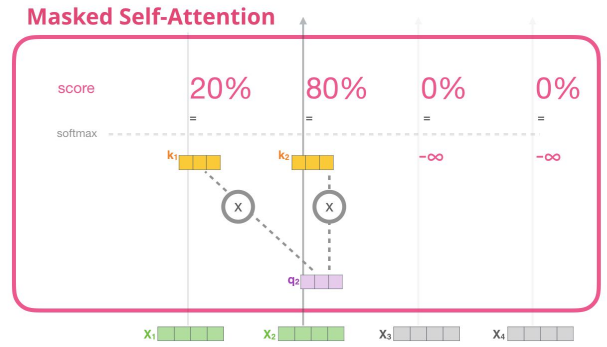 Masked Self-Attention
score 20% 80% 0% 0%
= = = =
softmax
k1 k2 -∞ -∞
x x
q2
X1 X2 X3 X4